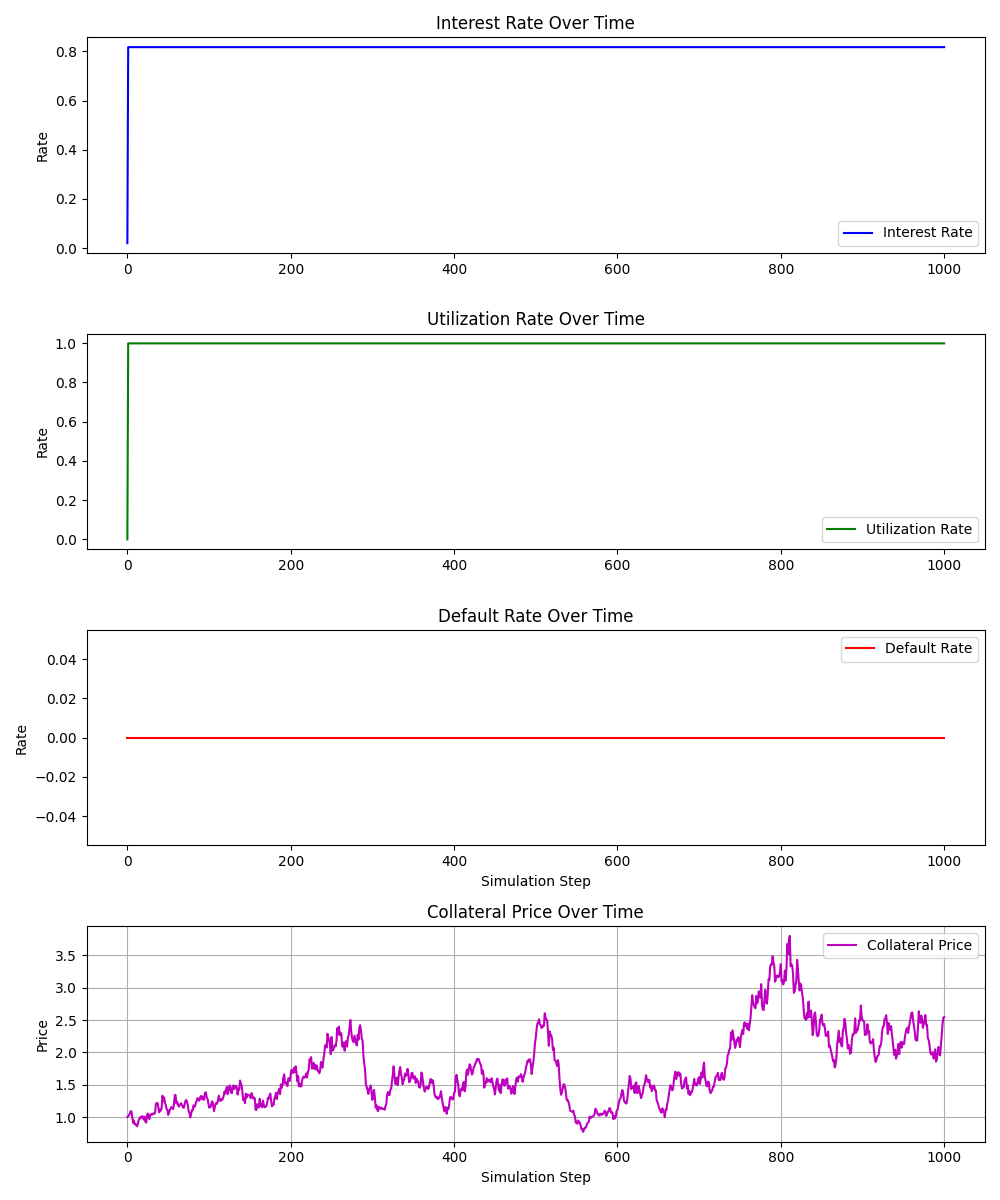 Interest Rate Over Time
0.8
0.6
0.4
0.2
0.0
Rate
Interest Rate
0 200 400 600 800 1000
Utilization Rate Over Time
1.0
0.8
0.6
0.4
0.2
0.0
Rate
Utilization Rate
0 200 400 600 800 1000
Default Rate Over Time
Default Rate
0.04
0.02
0.00
−0.02
−0.04
Rate
0 200 400 600 800 1000
Simulation Step
Collateral Price Over Time
Collateral Price
3.5
3.0
2.5
2.0
1.5
1.0
Price
0 200 400 600 800 1000
Simulation Step